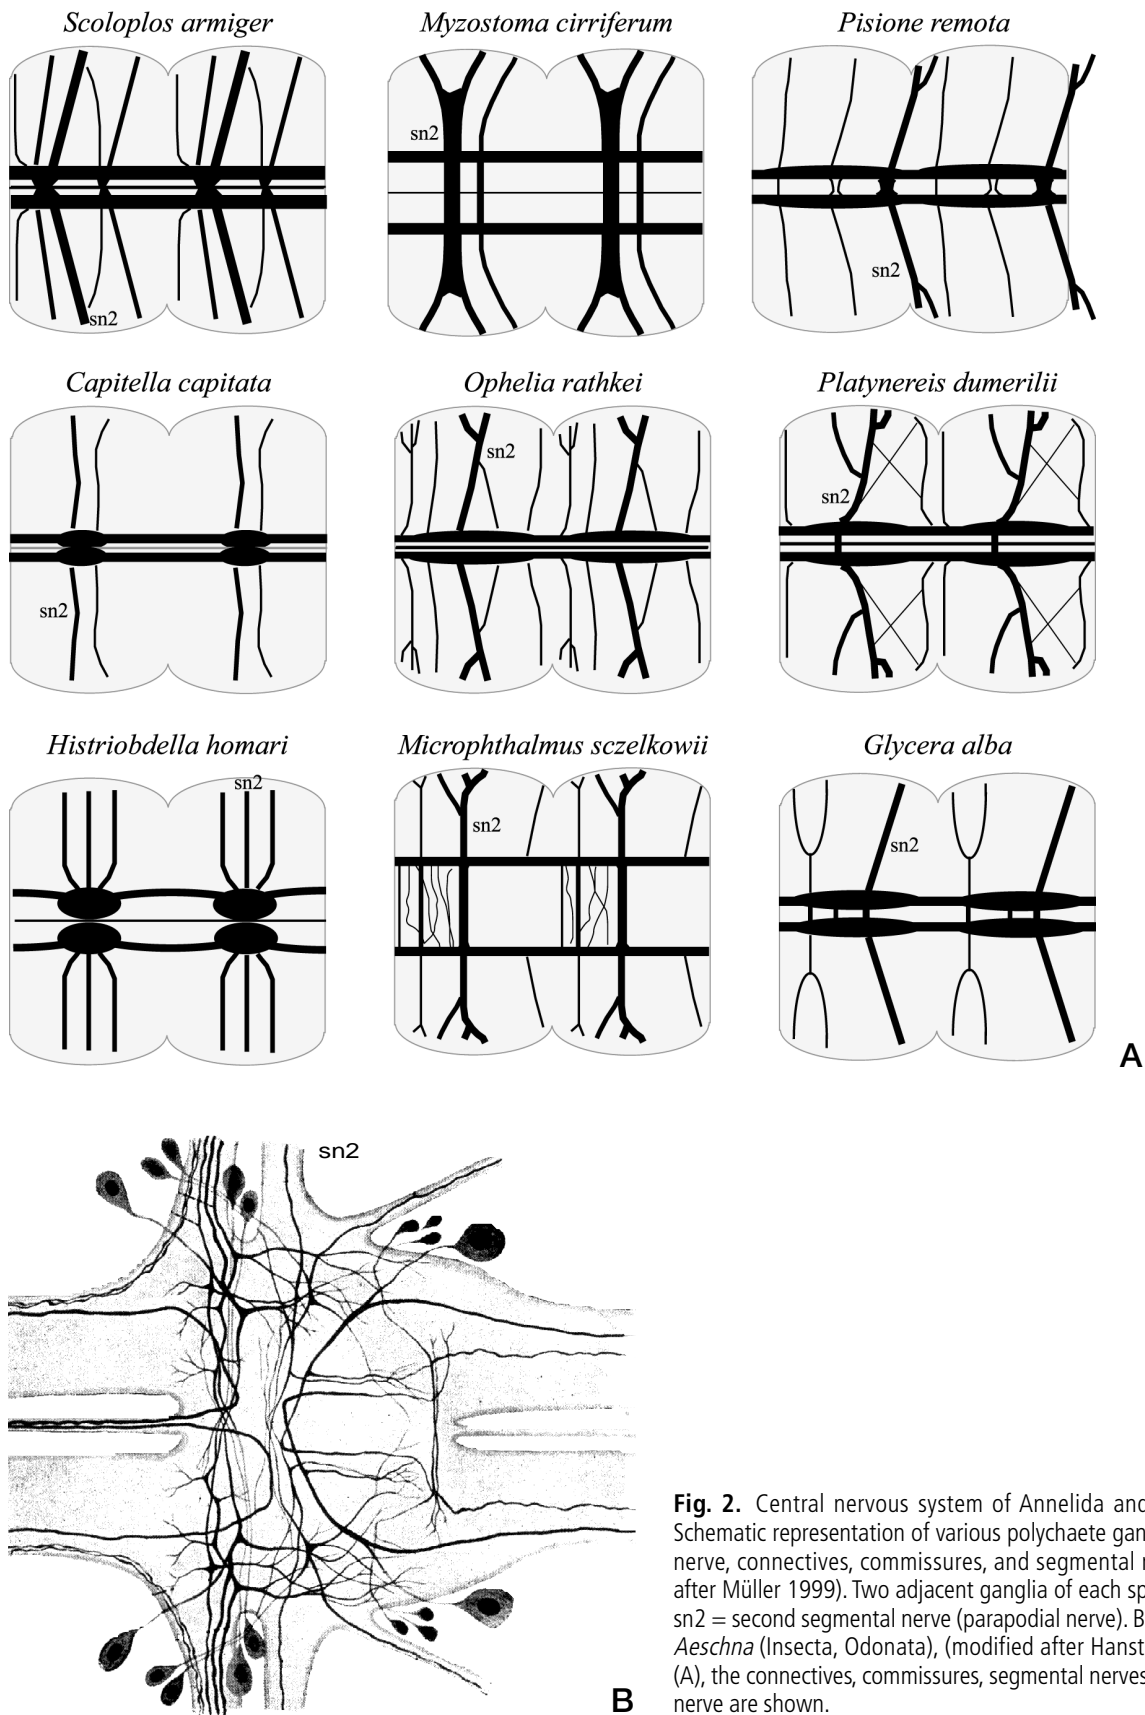 Scoloplos armiger
Myzostoma cirriferum
Pisione remota
sn2
sn2
sn2
Capitella capitata
Ophelia rathkei
Platynereis dumerilii
sn2
sn2
sn2
Histriobdella homari
Microphthalmus sczelkowii
Glycera alba
sn2
sn2
sn2
A
sn2
B
Fig. 2. Central nervous system of Annelida and
Schematic representation of various polychaete gan
nerve, connectives, commissures, and segmental
after Müller 1999). Two adjacent ganglia of each sp
sn2 = second segmental nerve (parapodial nerve). B
Aeschna (Insecta, Odonata), (modified after Hanst
(A), the connectives, commissures, segmental nerves
nerve are shown.